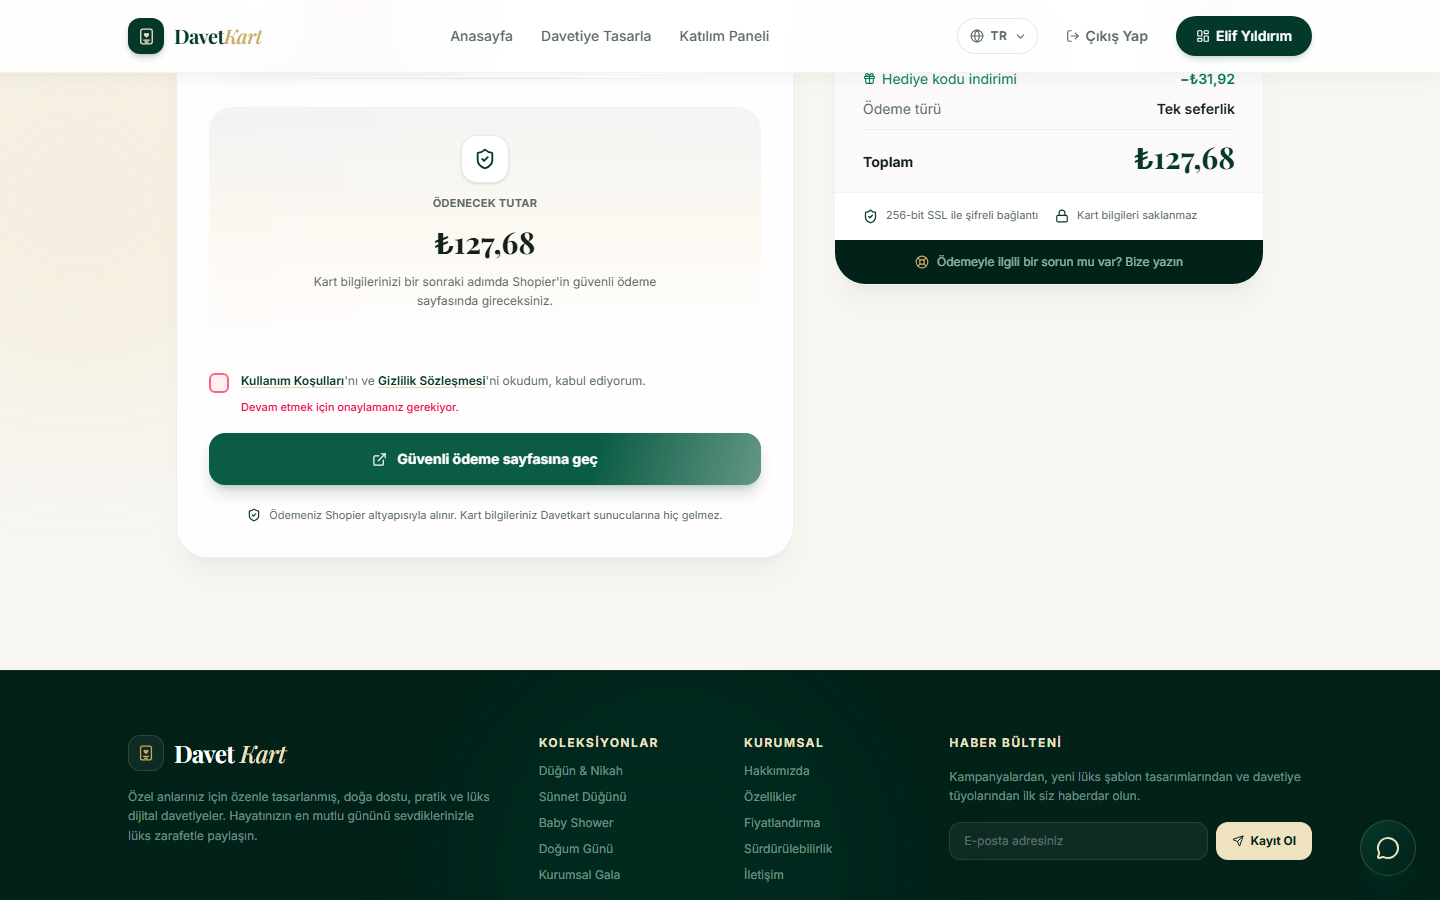 DavetKart
Anasayfa
Davetiye Tasarla
Katılım Paneli
TR
Çıkış Yap
Elif Yıldırım
ÖDENECEK TUTAR
₺127,68
Kart bilgilerinizi bir sonraki adımda Shopier'in güvenli ödeme
sayfasında gireceksiniz.
Kullanım Koşulları'nı ve Gizlilik Sözleşmesi'ni okudum, kabul ediyorum.
Devam etmek için onaylamanız gerekiyor.
Güvenli ödeme sayfasına geç
Ödemeniz Shopier altyapısıyla alınır. Kart bilgileriniz Davetkart sunucularına hiç gelmez.
Hediye kodu indirimi
−₺31,92
Ödeme türü
Tek seferlik
Toplam
₺127,68
256-bit SSL ile şifreli bağlantı
Kart bilgileri saklanmaz
Ödemeyle ilgili bir sorun mu var? Bize yazın
Davet Kart
Özel anlarınız için özenle tasarlanmış, doğa dostu, pratik ve lüks
dijital davetiyeler. Hayatınızın en mutlu gününü sevdiklerinizle
lüks zarafetle paylaşın.
KOLEKSİYONLAR
Düğün & Nikah
Sünnet Düğünü
Baby Shower
Doğum Günü
Kurumsal Gala
KURUMSAL
Hakkımızda
Özellikler
Fiyatlandırma
Sürdürülebilirlik
İletişim
HABER BÜLTENİ
Kampanyalardan, yeni lüks şablon tasarımlarından ve davetiye
tüyolarından ilk siz haberdar olun.
E-posta adresiniz
Kayıt Ol